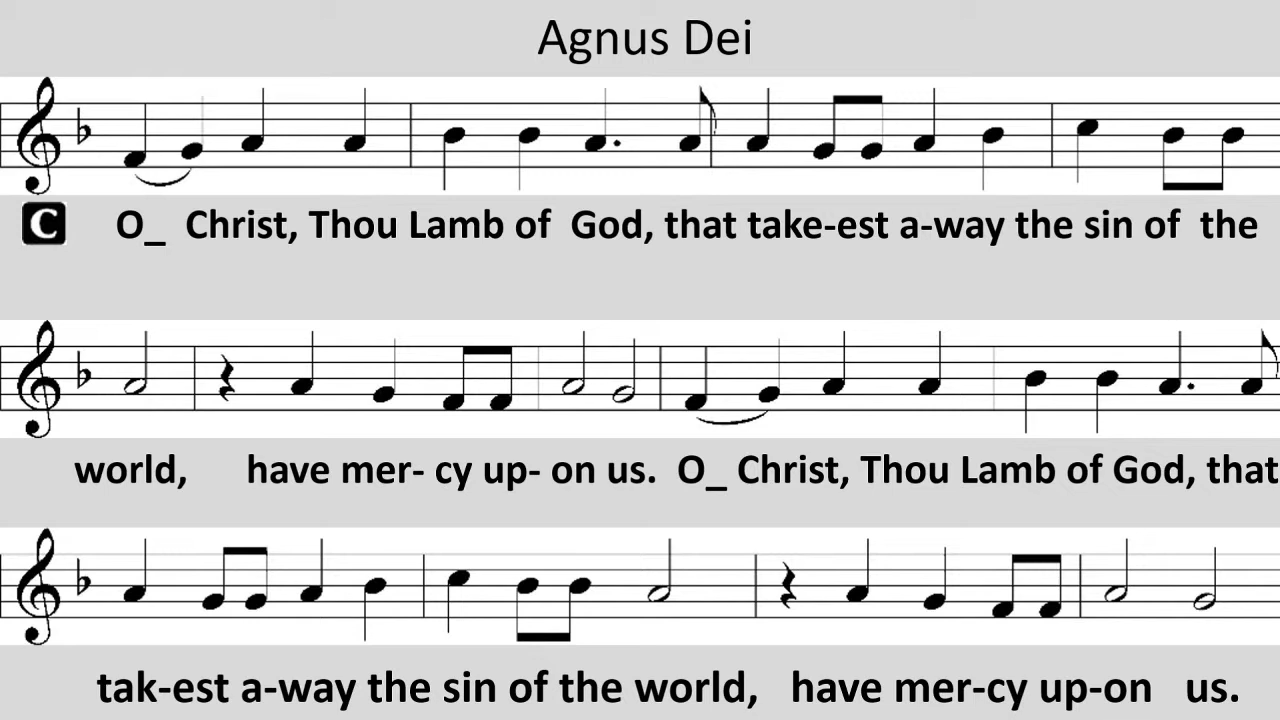 Agnus Dei
C O_ Christ, Thou Lamb of God, that take-est a-way the sin of the
world, have mer- cy up- on us. O_ Christ, Thou Lamb of God, that
tak-est a-way the sin of the world, have mer-cy up-on us.